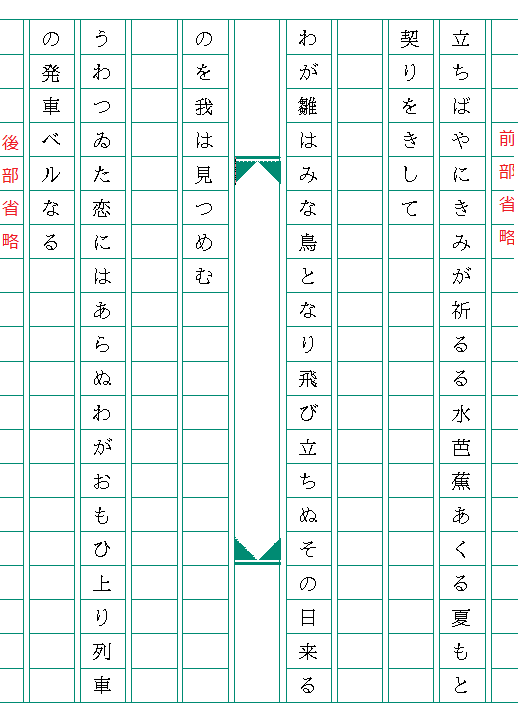 前部省略
立ちばやにきみが祈るる水芭蕉あくる夏もと
契りをきして
わが雛はみな鳥となり飛び立ちぬその日来る
のを我は見つめむ
うわつゐた恋にはあらぬわがおもひ上り列車
の発車ベルなる
後部省略